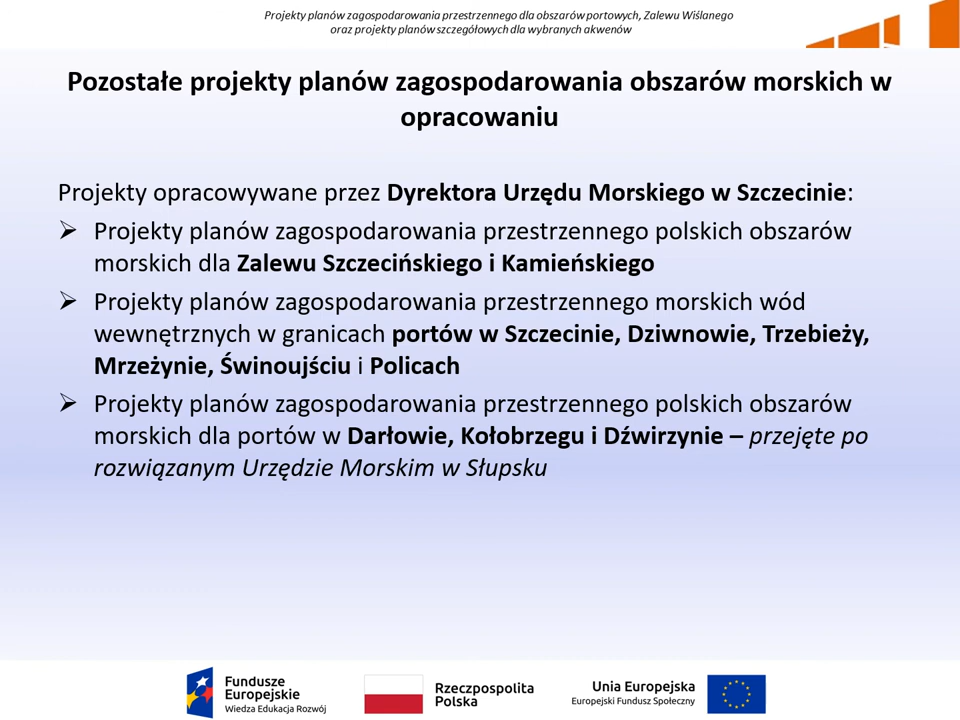 Projekty planów zagospodarowania przestrzennego dla obszarów portowych, Zalewu Wiślanego
oraz projekty planów szczegółowych dla wybranych akwenów
Pozostałe projekty planów zagospodarowania obszarów morskich w
opracowaniu
Projekty opracowywane przez Dyrektora Urzędu Morskiego w Szczecinie:
➢ Projekty planów zagospodarowania przestrzennego polskich obszarów
morskich dla Zalewu Szczecińskiego i Kamieńskiego
➢ Projekty planów zagospodarowania przestrzennego morskich wód
wewnętrznych w granicach portów w Szczecinie, Dziwnowie, Trzebieży,
Mrzeżynie, Świnoujściu i Policach
➢ Projekty planów zagospodarowania przestrzennego polskich obszarów
morskich dla portów w Darłowie, Kołobrzegu i Dźwirzynie – przejęte po
rozwiązanym Urzędzie Morskim w Słupsku
Fundusze
Europejskie
Wiedza Edukacja Rozwój
Rzeczpospolita
Polska
Unia Europejska
Europejski Fundusz Społeczny